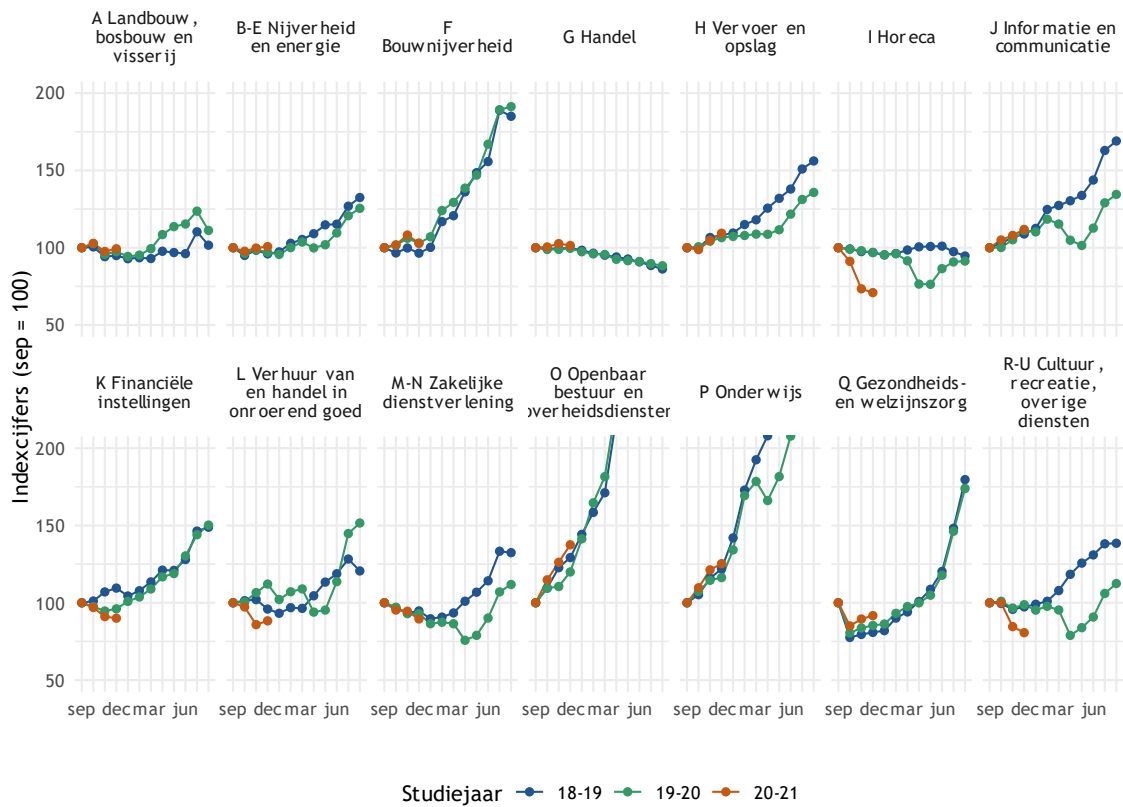 A Landbouw,
bosbouw en
visserij
B-E Nijverheid
en energie
F
Bouwnijverheid
G Handel
H Vervoer en
opslag
I Horeca
J Informatie en
communicatie
200
150
100
50
K Financiële
instellingen
L Verhuur van
en handel in
onroerend goed
M-N Zakelijke
dienstverlening
O Openbaar
bestuur en
overheidsdiensten
P Onderwijs
Q Gezondheids-
en welzijnszorg
R-U Cultuur,
recreatie,
overige
diensten
200
150
100
50
Indexcijfers (sep = 100)
sep dec mar jun sep dec mar jun sep dec mar jun sep dec mar jun sep dec mar jun sep dec mar jun sep dec mar jun
Studiejaar 18-19 19-20 20-21